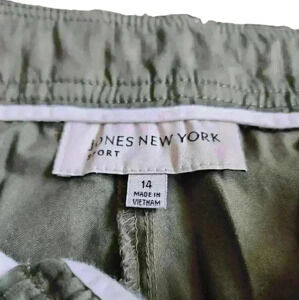 JONES NEW YORK
SPORT
14
MADE IN
VIETNAM